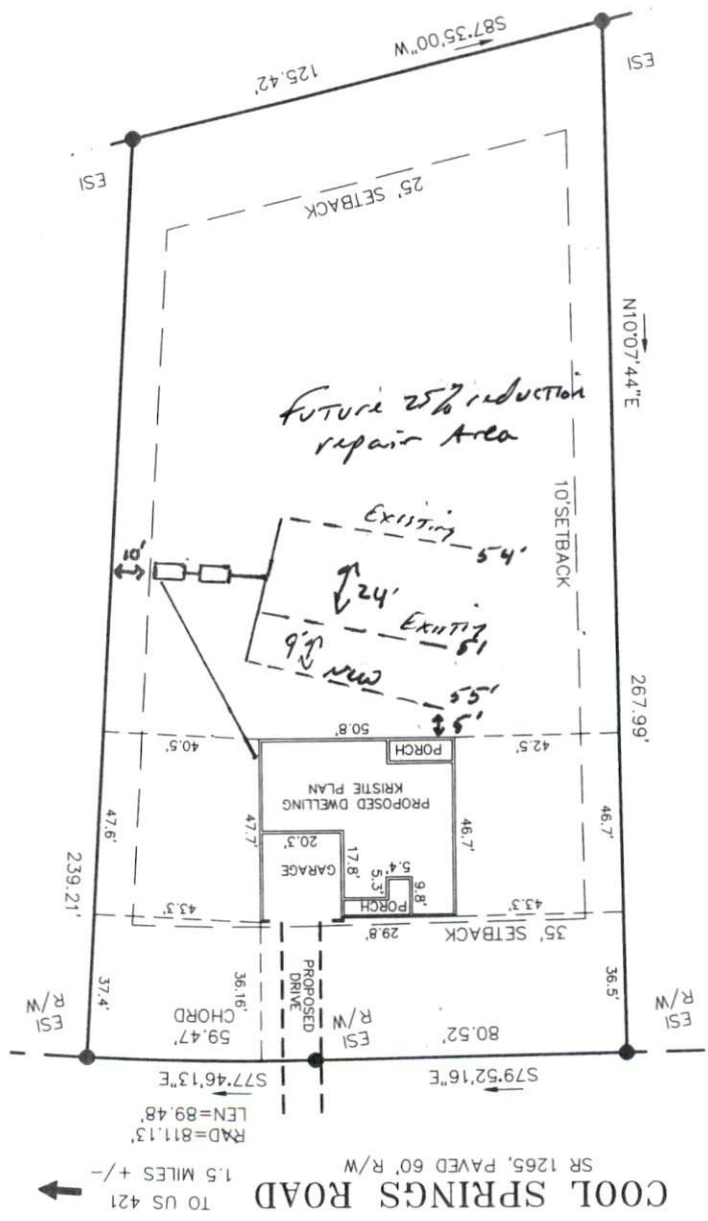 S87°35'00"W
125.42'
ESI
ESI
25' SETBACK
N10°07'44"E
Future 25% reduction
repair Area
10' SETBACK
Existing
54'
10'
24'
Existin
51
9'
New
55'
5'
267.99'
50.8'
40.5'
42.5'
PORCH
PROPOSED DWELLING
KRISTIE PLAN
47.6'
47.7'
46.7'
46.7'
20.3'
GARAGE
17.8'
5.4'
5.3'
9.8'
PORCH
239.21'
43.3'
43.3'
29.8'
35' SETBACK
37.4'
36.16'
PROPOSED
DRIVE
36.5'
ESI
R/W
59.47'
CHORD
ESI
R/W
80.52'
ESI
R/W
S77°46'13"E
S79°52'16"E
RAD=811.13'
LEN=89.48'
COOL SPRINGS ROAD
SR 1265, PAVED 60' R/W
TO US 421
1.5 MILES +/-